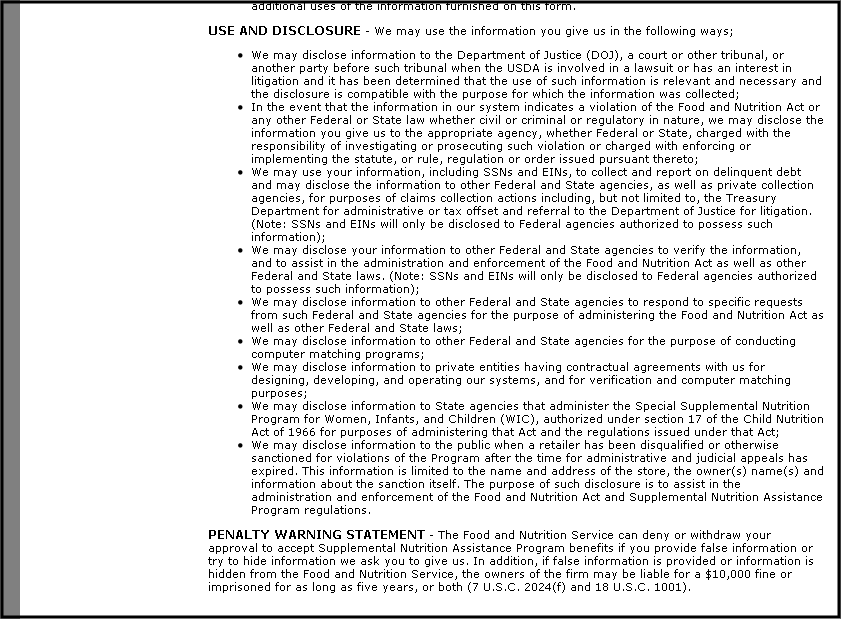 additional uses of the information furnished on this form.
USE AND DISCLOSURE - We may use the information you give us in the following ways;
• We may disclose information to the Department of Justice (DOJ), a court or other tribunal, or
another party before such tribunal when the USDA is involved in a lawsuit or has an interest in
litigation and it has been determined that the use of such information is relevant and necessary and
the disclosure is compatible with the purpose for which the information was collected;
• In the event that the information in our system indicates a violation of the Food and Nutrition Act or
any other Federal or State law whether civil or criminal or regulatory in nature, we may disclose the
information you give us to the appropriate agency, whether Federal or State, charged with the
responsibility of investigating or prosecuting such violation or charged with enforcing or
implementing the statute, or rule, regulation or order issued pursuant thereto;
• We may use your information, including SSNs and EINs, to collect and report on delinquent debt
and may disclose the information to other Federal and State agencies, as well as private collection
agencies, for purposes of claims collection actions including, but not limited to, the Treasury
Department for administrative or tax offset and referral to the Department of Justice for litigation.
(Note: SSNs and EINs will only be disclosed to Federal agencies authorized to possess such
information);
• We may disclose your information to other Federal and State agencies to verify the information,
and to assist in the administration and enforcement of the Food and Nutrition Act as well as other
Federal and State laws. (Note: SSNs and EINs will only be disclosed to Federal agencies authorized
to possess such information);
• We may disclose information to other Federal and State agencies to respond to specific requests
from such Federal and State agencies for the purpose of administering the Food and Nutrition Act as
well as other Federal and State laws;
• We may disclose information to other Federal and State agencies for the purpose of conducting
computer matching programs;
• We may disclose information to private entities having contractual agreements with us for
designing, developing, and operating our systems, and for verification and computer matching
purposes;
• We may disclose information to State agencies that administer the Special Supplemental Nutrition
Program for Women, Infants, and Children (WIC), authorized under section 17 of the Child Nutrition
Act of 1966 for purposes of administering that Act and the regulations issued under that Act;
• We may disclose information to the public when a retailer has been disqualified or otherwise
sanctioned for violations of the Program after the time for administrative and judicial appeals has
expired. This information is limited to the name and address of the store, the owner(s) name(s) and
information about the sanction itself. The purpose of such disclosure is to assist in the
administration and enforcement of the Food and Nutrition Act and Supplemental Nutrition Assistance
Program regulations.
PENALTY WARNING STATEMENT - The Food and Nutrition Service can deny or withdraw your
approval to accept Supplemental Nutrition Assistance Program benefits if you provide false information or
try to hide information we ask you to give us. In addition, if false information is provided or information is
hidden from the Food and Nutrition Service, the owners of the firm may be liable for a $10,000 fine or
imprisoned for as long as five years, or both (7 U.S.C. 2024(f) and 18 U.S.C. 1001).